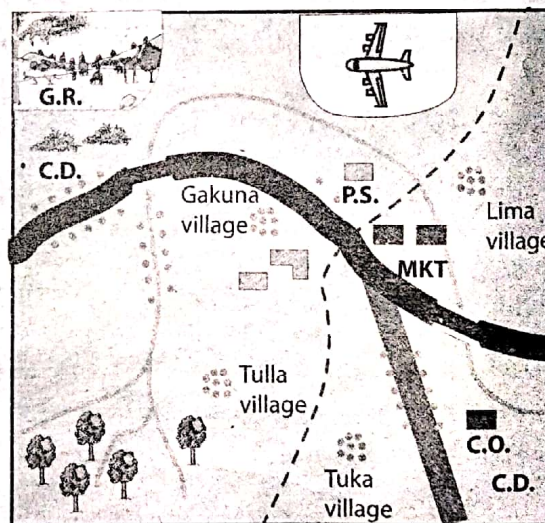 G.R.
C.D.
Gakuna
village
P.S.
Lima
village
MKT
Tulla
village
C.O.
C.D.
Tuka
village